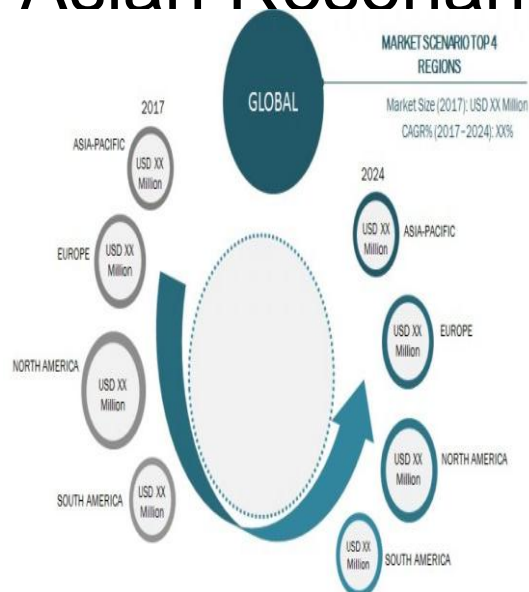 GLOBAL
MARKET SCENARIO TOP 4
REGIONS
Market Size (2017): USD XX Million
CAGR% (2017-2024): XX%
2017
ASIA-PACIFIC
USD XX
Million
EUROPE
USD XX
Million
NORTH AMERICA
USD XX
Million
SOUTH AMERICA
USD XX
Million
2024
USD XX
Million
ASIA-PACIFIC
USD XX
Million
EUROPE
USD XX
Million
NORTH AMERICA
USD XX
Million
SOUTH AMERICA